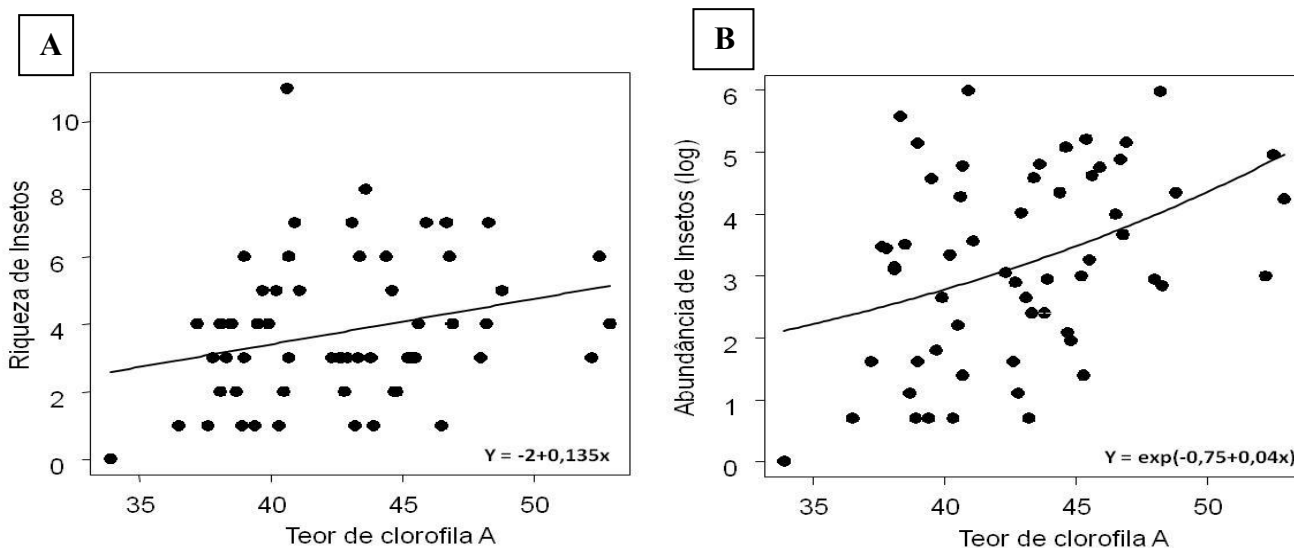 A
Riqueza de Insetos
10
8
6
4
2
0
Y = -2+0,135x
35 40 45 50
Teor de clorofila A
B
Abundância de Insetos (log)
6
5
4
3
2
1
0
Y = exp(-0,75+0,04x)
35 40 45 50
Teor de clorofila A